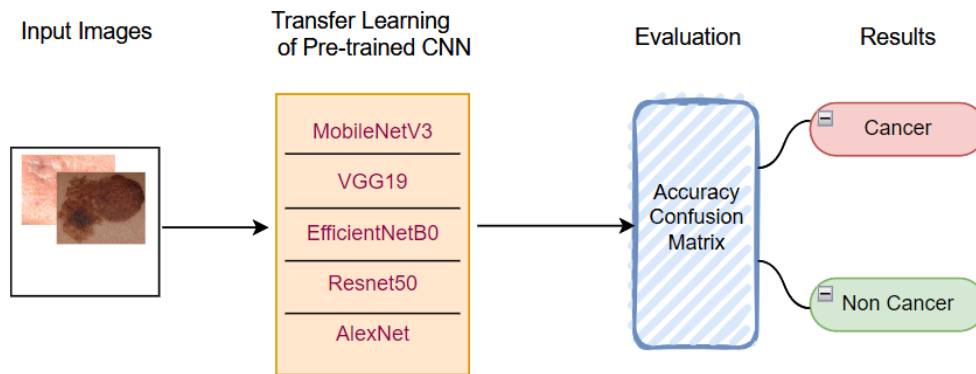 Input Images
Transfer Learning
of Pre-trained CNN
Evaluation
Results
MobileNetV3
VGG19
EfficientNetB0
Resnet50
AlexNet
Accuracy
Confusion
Matrix
Cancer
Non Cancer